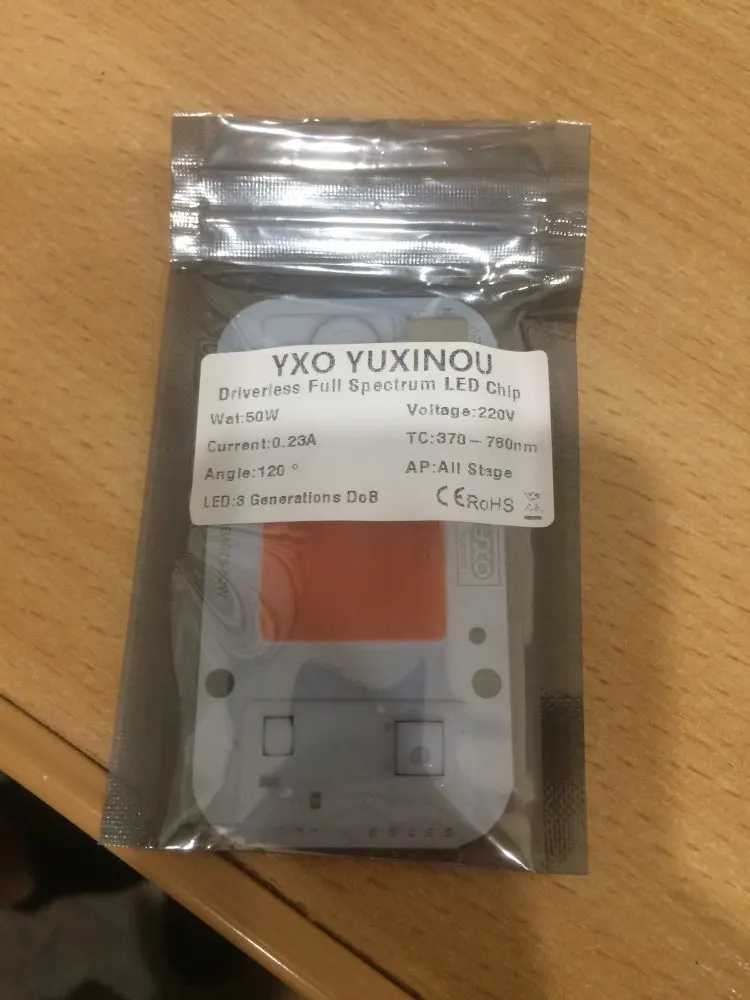 YXO YUXINOU
Driverless Full Spectrum LED Chip
Wat:50W
Voltage:220V
Current:0.23A
TC:370-780nm
Angle:120°
AP:All Stage
LED:3 Generations DoB
CE RoHS
YXO